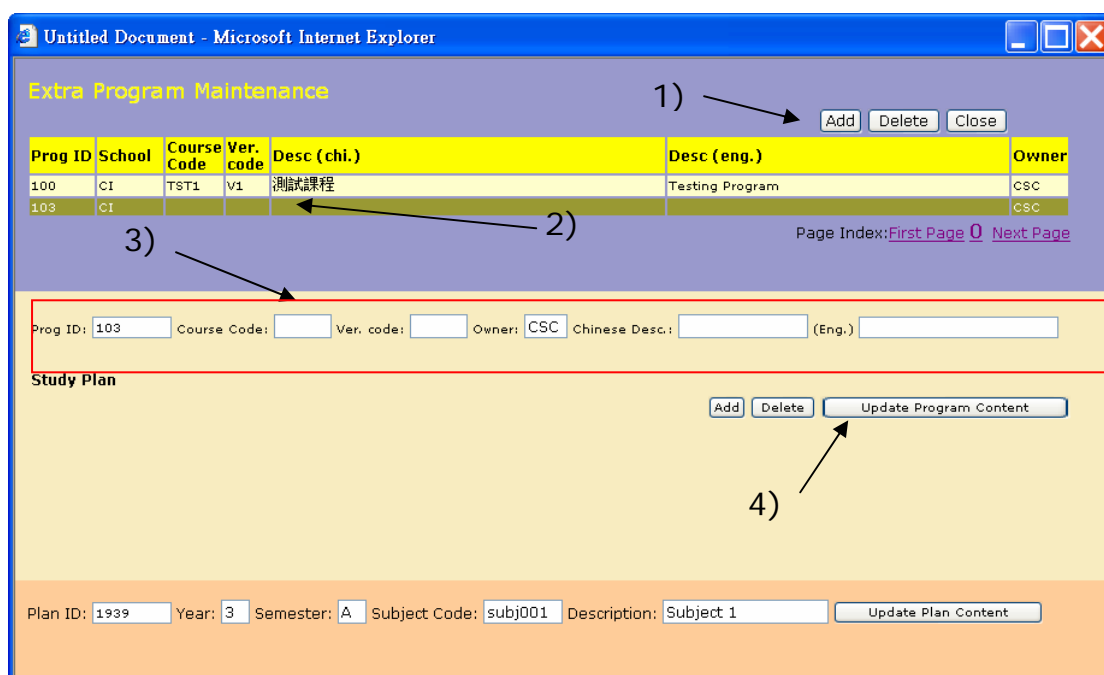 Untitled Document - Microsoft Internet Explorer
Extra Program Maintenance
1)
Add Delete Close
Prog ID School Course Code Ver. code Desc (chi.) Desc (eng.) Owner
100 CI TST1 V1 測試課程 Testing Program CSC
103 CI CSC
2)
3)
Page Index:First Page 0 Next Page
Prog ID: 103 Course Code: Ver. code: Owner: CSC Chinese Desc.: (Eng.)
Study Plan
Add Delete Update Program Content
4)
Plan ID: 1939 Year: 3 Semester: A Subject Code: subj001 Description: Subject 1 Update Plan Content